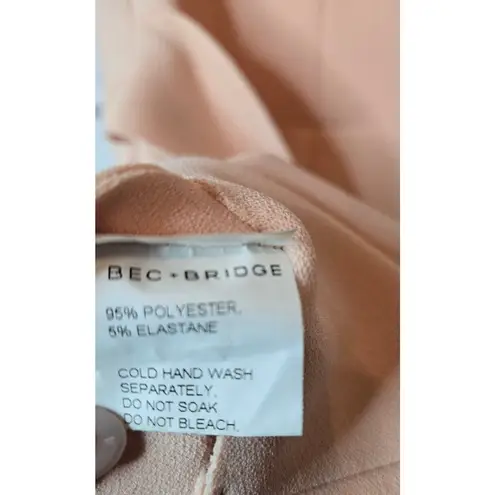 BEC + BRIDGE
95% POLYESTER,
5% ELASTANE
COLD HAND WASH
SEPARATELY.
DO NOT SOAK
DO NOT BLEACH.